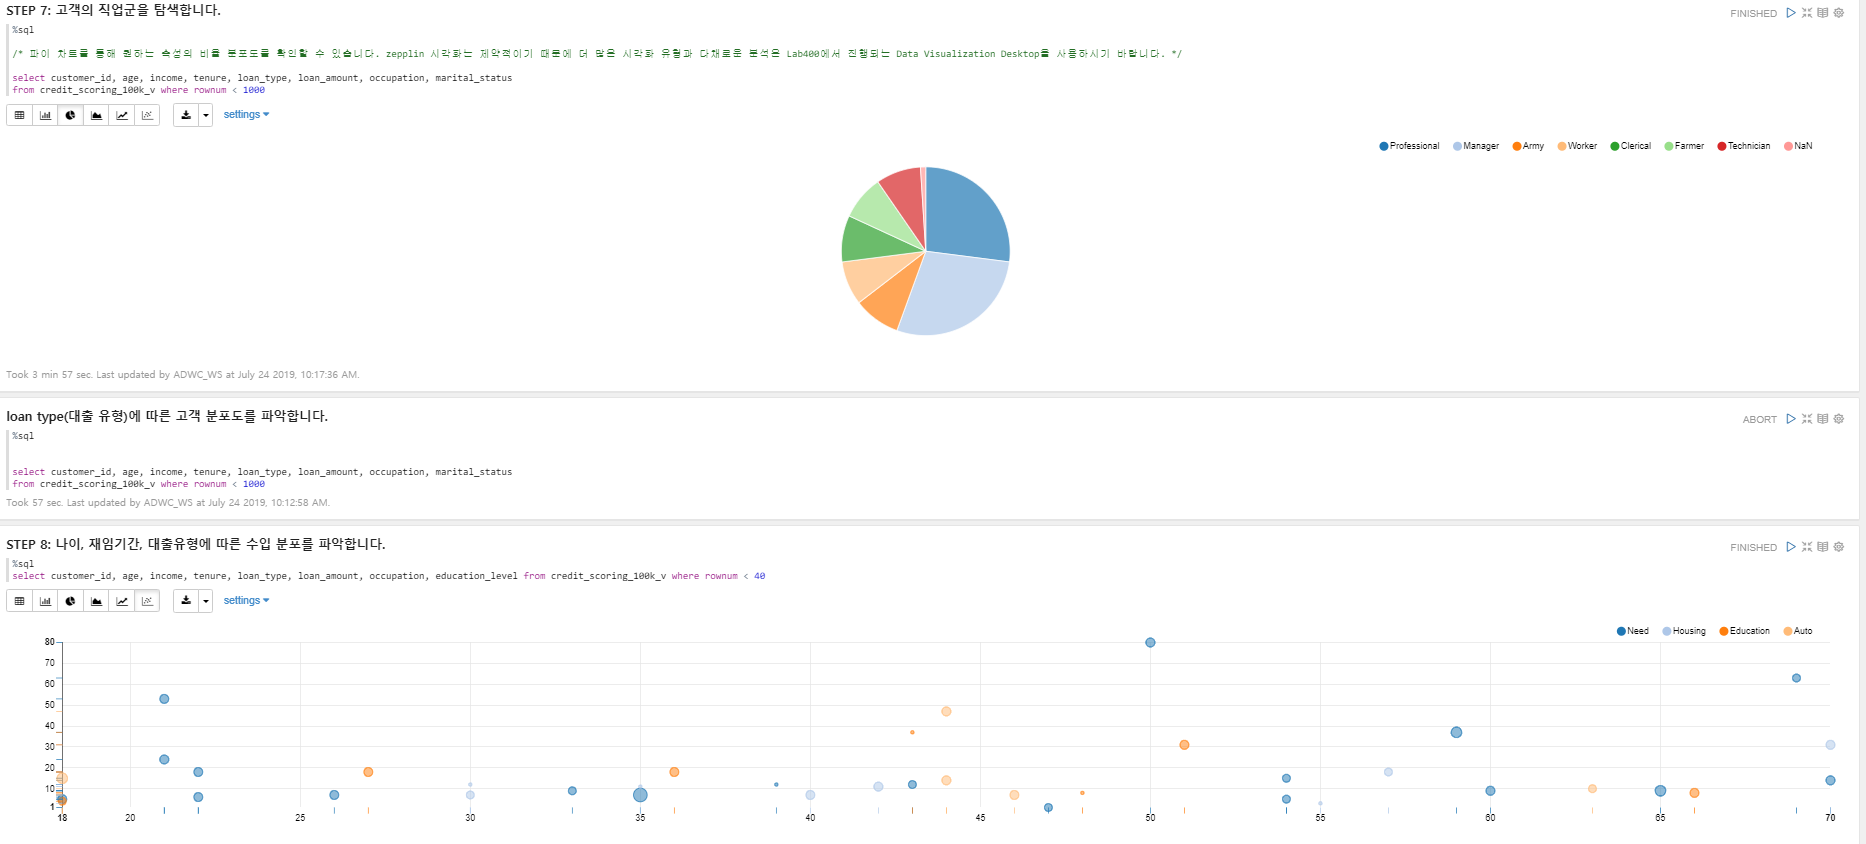 STEP 7: 고객의 직업군을 탐색합니다.
FINISHED
%sql
/* 파이 차트를 통해 원하는 속성의 비율 분포도를 확인할 수 있습니다. zepplin 시각화는 제약적이기 때문에 더 많은 시각화 유형과 다채로운 분석은 Lab400에서 진행되는 Data Visualization Desktop을 사용하시기 바랍니다. */
select customer_id, age, income, tenure, loan_type, loan_amount, occupation, marital_status
from credit_scoring_100k_v where rownum < 1000
settings
Professional Manager Army Worker Clerical Farmer Technician NaN
Took 3 min 57 sec. Last updated by ADWC_WS at July 24 2019, 10:17:36 AM.
loan type(대출 유형)에 따른 고객 분포도를 파악합니다.
ABORT
%sql
select customer_id, age, income, tenure, loan_type, loan_amount, occupation, marital_status
from credit_scoring_100k_v where rownum < 1000
Took 57 sec. Last updated by ADWC_WS at July 24 2019, 10:12:58 AM.
STEP 8: 나이, 재임기간, 대출유형에 따른 수입 분포를 파악합니다.
FINISHED
%sql
select customer_id, age, income, tenure, loan_type, loan_amount, occupation, education_level from credit_scoring_100k_v where rownum < 40
settings
Need Housing Education Auto
80
70
60
50
40
30
20
10
1
18 20 25 30 35 40 45 50 55 60 65 70